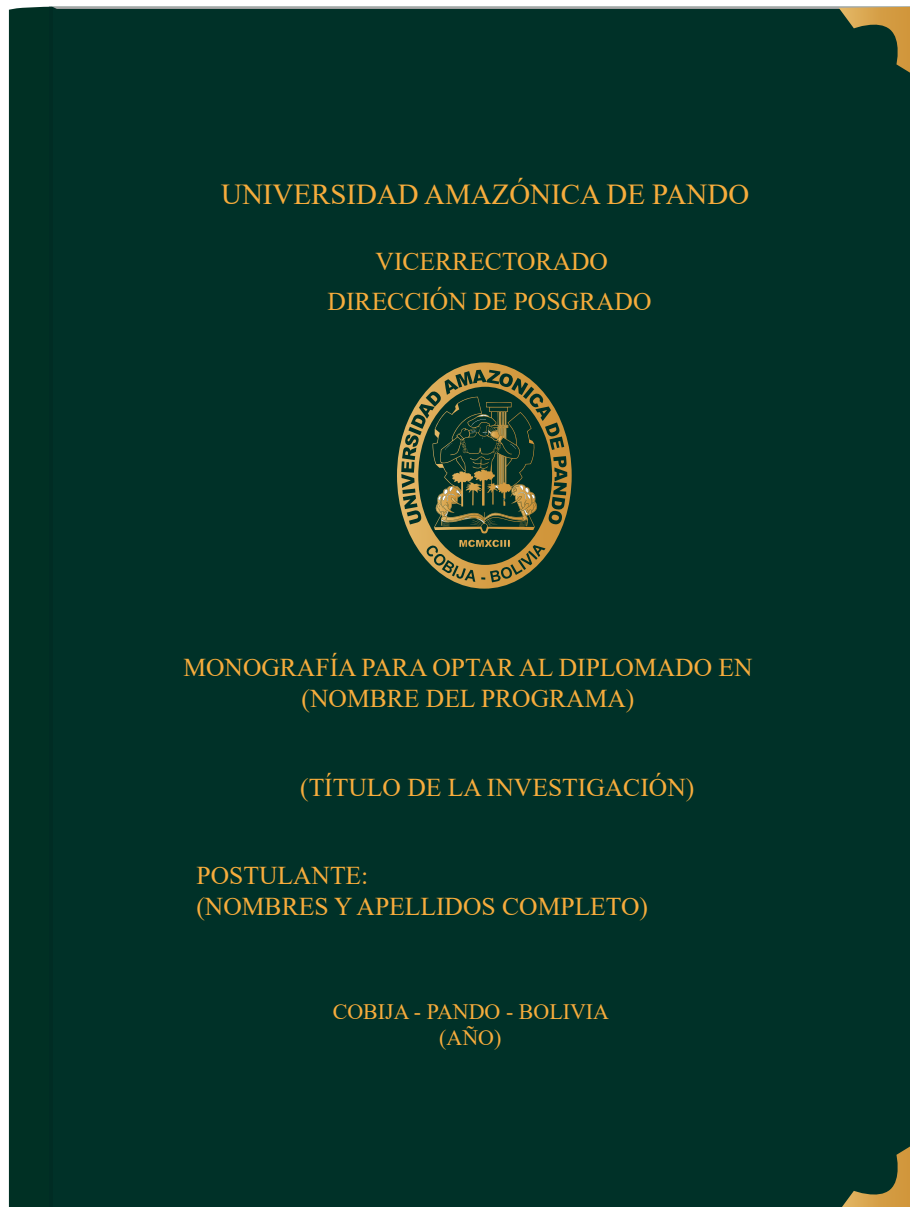 UNIVERSIDAD AMAZÓNICA DE PANDO
VICERRECTORADO
DIRECCIÓN DE POSGRADO
UNIVERSIDAD AMAZONICA DE PANDO
MCMXCIII
COBIJA - BOLIVIA
MONOGRAFÍA PARA OPTAR AL DIPLOMADO EN
(NOMBRE DEL PROGRAMA)
(TÍTULO DE LA INVESTIGACIÓN)
POSTULANTE:
(NOMBRES Y APELLIDOS COMPLETO)
COBIJA - PANDO - BOLIVIA
(AÑO)